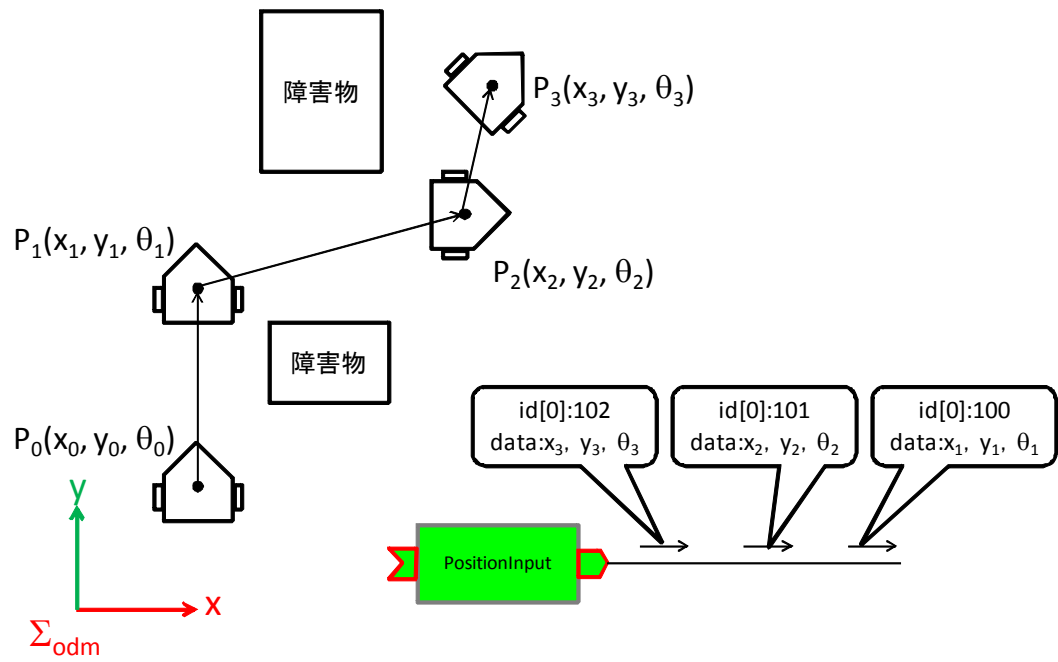 障害物
P₃(x₃, y₃, θ₃)
P₁(x₁, y₁, θ₁)
P₂(x₂, y₂, θ₂)
障害物
P₀(x₀, y₀, θ₀)
id[0]:102
data:x₃, y₃, θ₃
id[0]:101
data:x₂, y₂, θ₂
id[0]:100
data:x₁, y₁, θ₁
y
PositionInput
x
Σodm